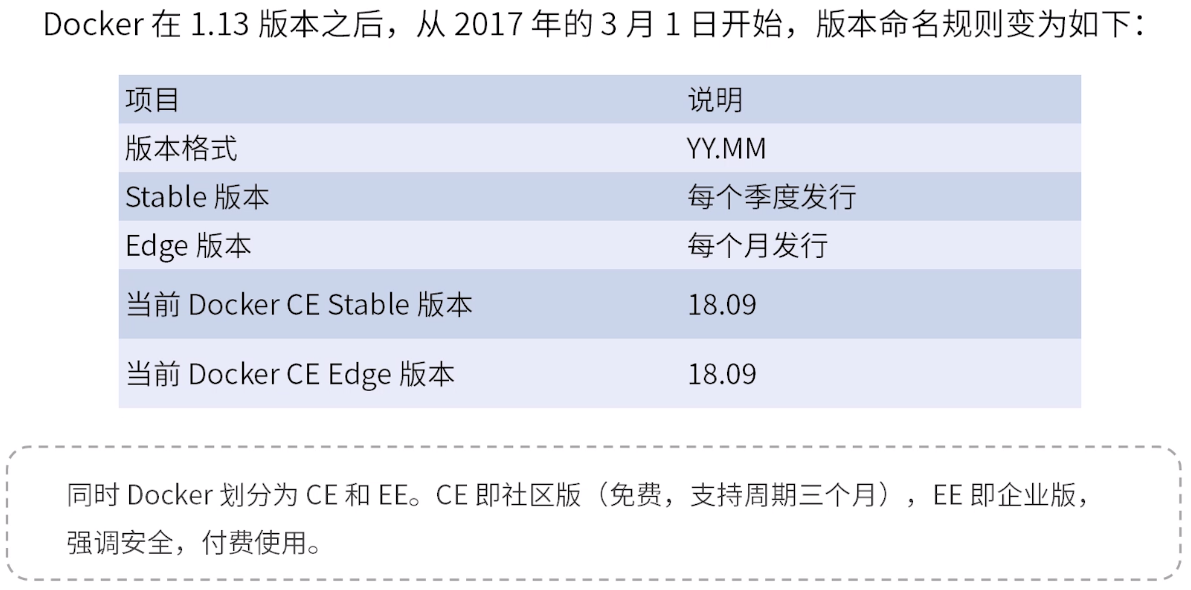 Docker 在 1.13 版本之后，从 2017 年的 3 月 1 日开始，版本命名规则变为如下：
项目 说明
版本格式 YY.MM
Stable 版本 每个季度发行
Edge 版本 每个月发行
当前 Docker CE Stable 版本 18.09
当前 Docker CE Edge 版本 18.09
同时 Docker 划分为 CE 和 EE。CE 即社区版（免费，支持周期三个月），EE 即企业版，
强调安全，付费使用。